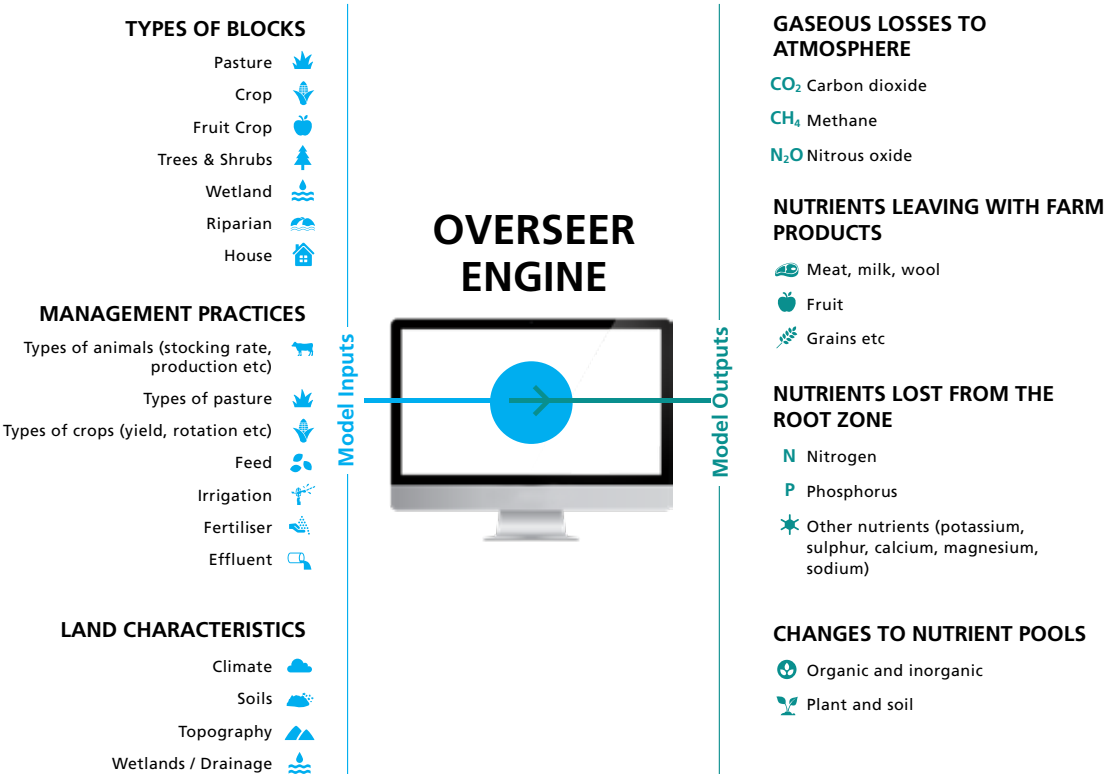 TYPES OF BLOCKS
Pasture
Crop
Fruit Crop
Trees & Shrubs
Wetland
Riparian
House
MANAGEMENT PRACTICES
Types of animals (stocking rate,
production etc)
Types of pasture
Types of crops (yield, rotation etc)
Feed
Irrigation
Fertiliser
Effluent
LAND CHARACTERISTICS
Climate
Soils
Topography
Wetlands / Drainage
Model Inputs
OVERSEER
ENGINE
Model Outputs
GASEOUS LOSSES TO
ATMOSPHERE
CO₂ Carbon dioxide
CH₄ Methane
N₂O Nitrous oxide
NUTRIENTS LEAVING WITH FARM
PRODUCTS
Meat, milk, wool
Fruit
Grains etc
NUTRIENTS LOST FROM THE
ROOT ZONE
N Nitrogen
P Phosphorus
Other nutrients (potassium,
sulphur, calcium, magnesium,
sodium)
CHANGES TO NUTRIENT POOLS
Organic and inorganic
Plant and soil